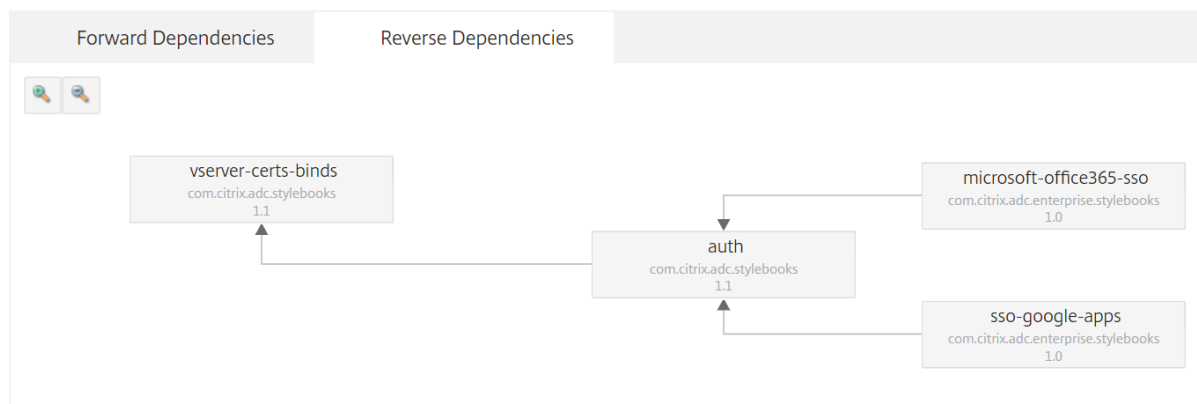 Forward Dependencies
Reverse Dependencies
vserver-certs-binds
com.citrix.adc.stylebooks
1.1
auth
com.citrix.adc.stylebooks
1.1
microsoft-office365-sso
com.citrix.adc.enterprise.stylebooks
1.0
sso-google-apps
com.citrix.adc.enterprise.stylebooks
1.0